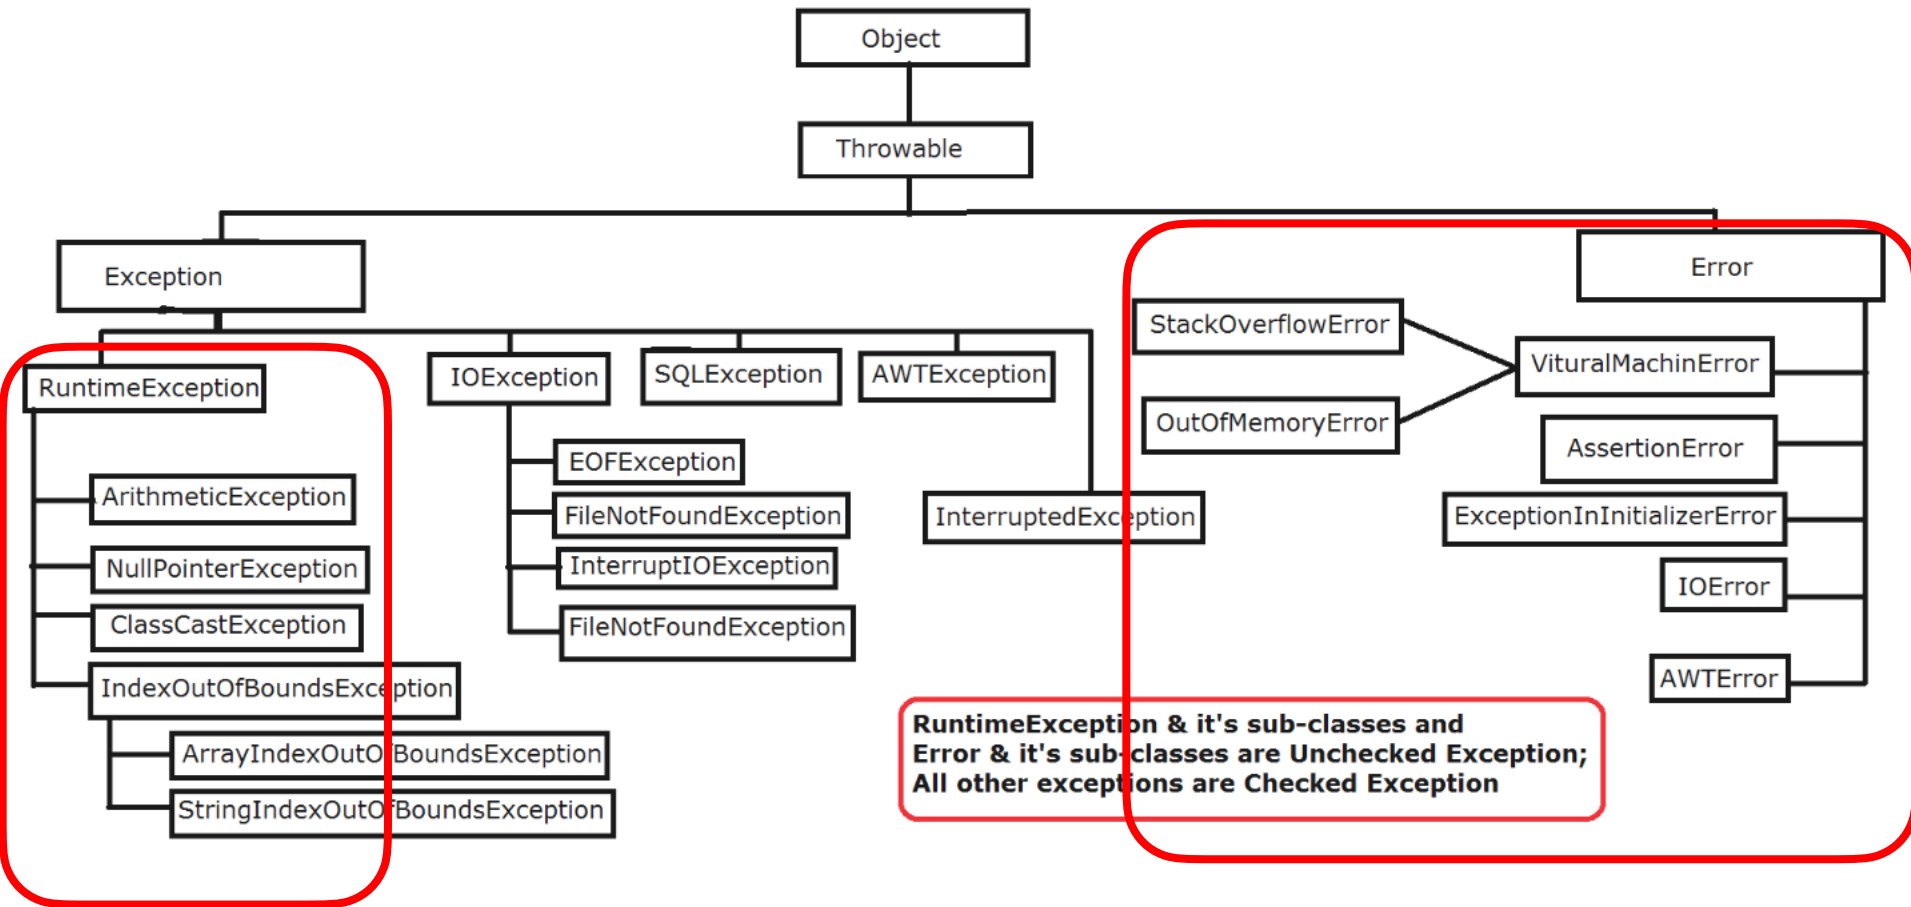 Object
Throwable
Exception
Error
StackOverflowError
VituralMachinError
RuntimeException
IOException
SQLException
AWTException
OutOfMemoryError
AssertionError
EOFException
ArithmeticException
FileNotFoundException
InterruptedException
ExceptionInInitializerError
NullPointerException
InterruptIOException
IOError
ClassCastException
FileNotFoundException
IndexOutOfBoundsException
AWTError
ArrayIndexOutOfBoundsException
StringIndexOutOfBoundsException
RuntimeException & it's sub-classes and
Error & it's sub-classes are Unchecked Exception;
All other exceptions are Checked Exception